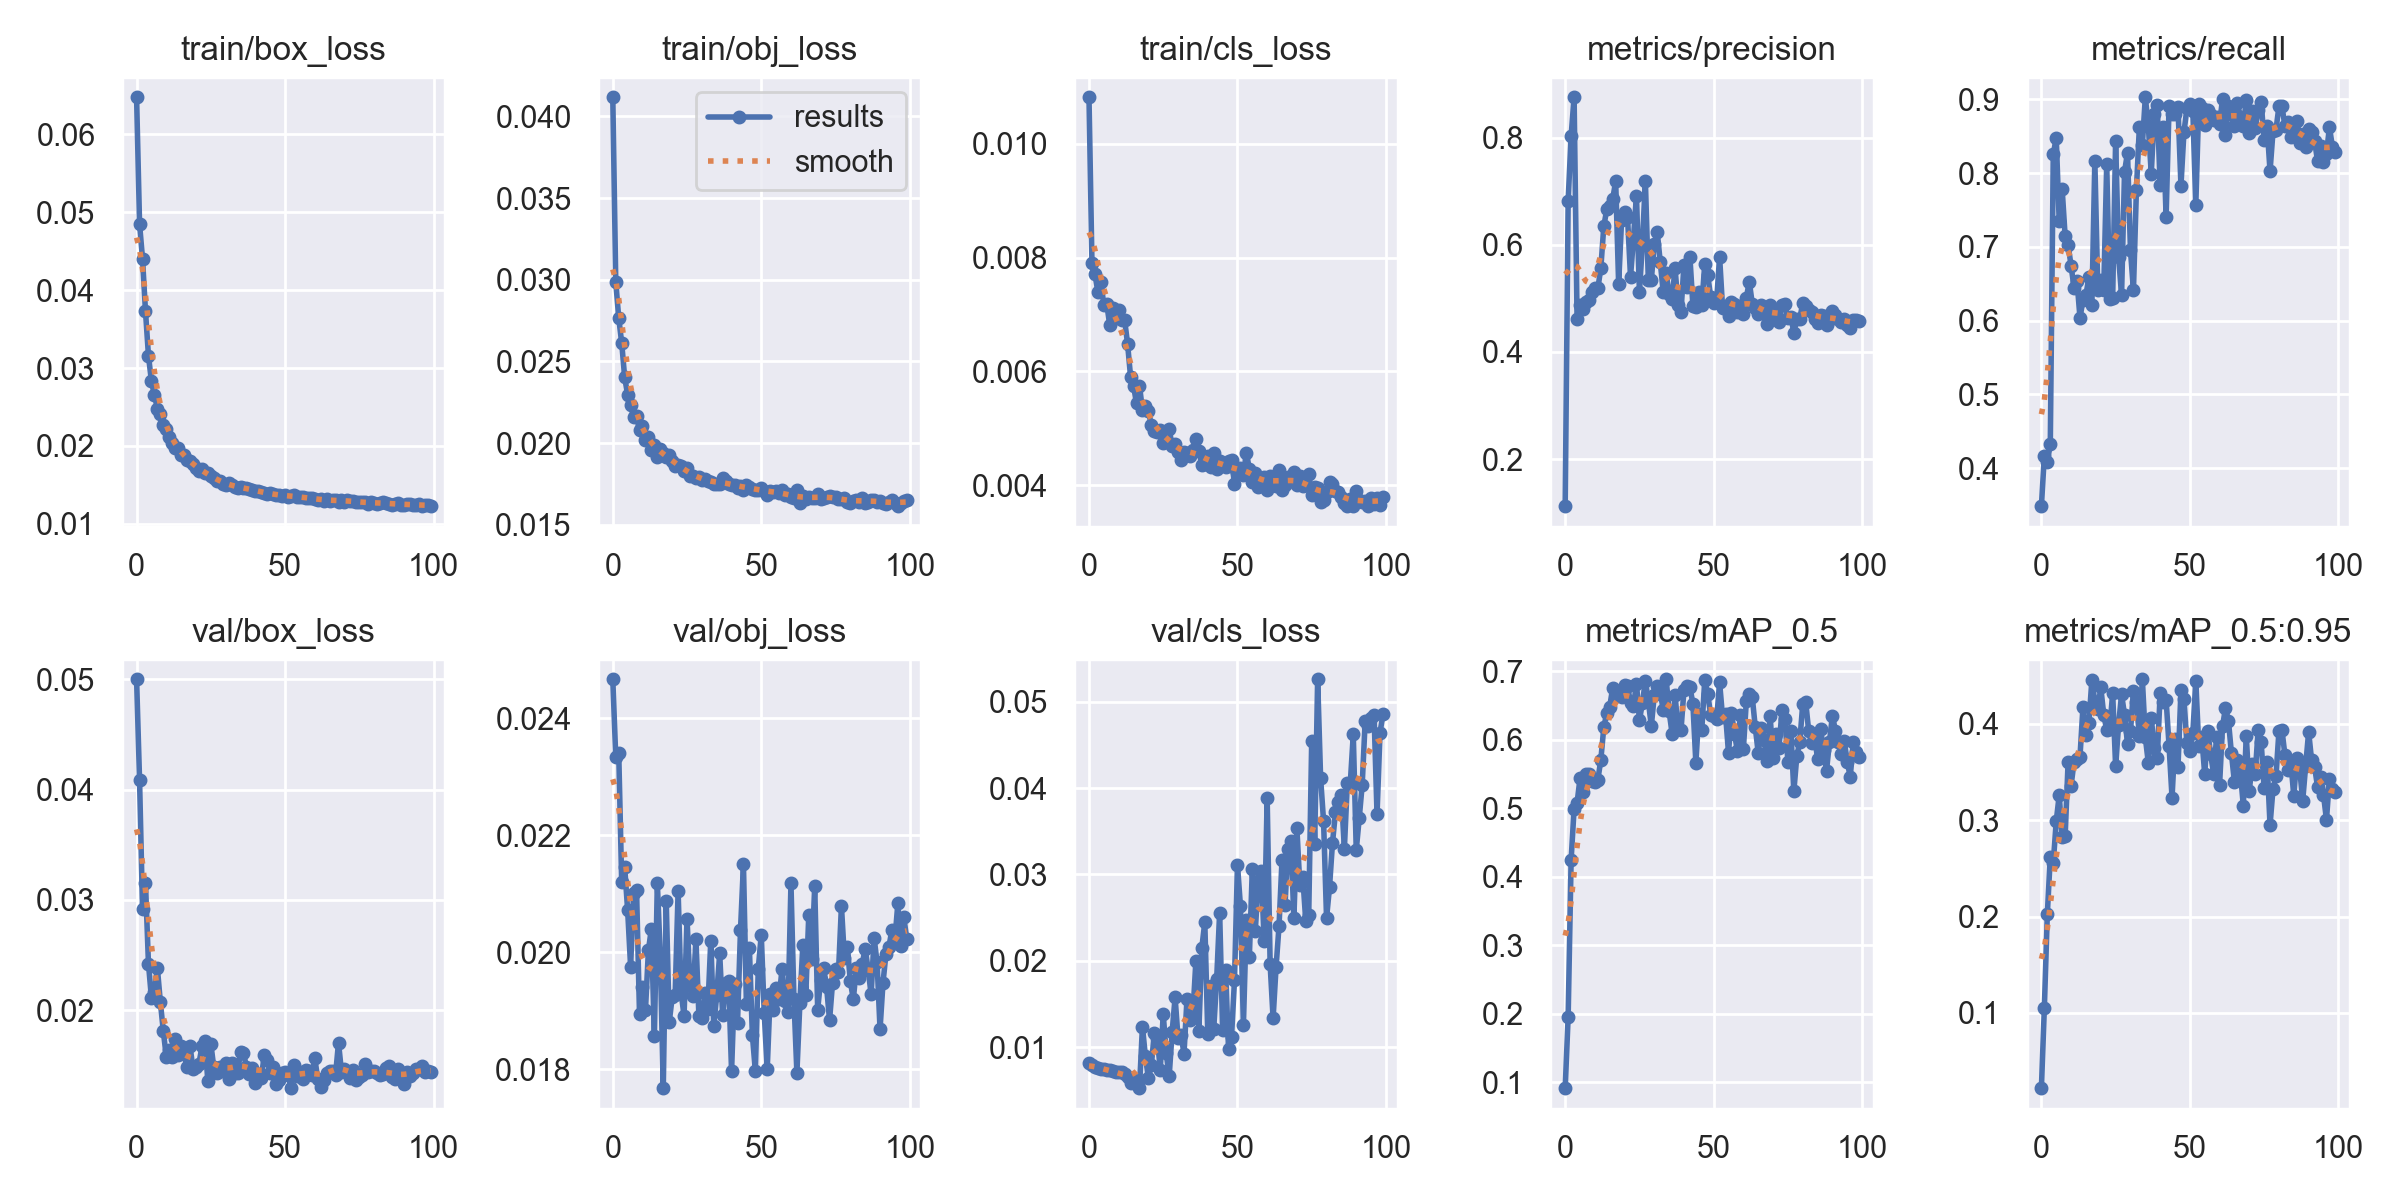 train/box_loss
0.06
0.05
0.04
0.03
0.02
0.01
0 50 100
train/obj_loss
results
smooth
0.040
0.035
0.030
0.025
0.020
0.015
0 50 100
train/cls_loss
0.010
0.008
0.006
0.004
0 50 100
metrics/precision
0.8
0.6
0.4
0.2
0 50 100
metrics/recall
0.9
0.8
0.7
0.6
0.5
0.4
0 50 100
val/box_loss
0.05
0.04
0.03
0.02
0 50 100
val/obj_loss
0.024
0.022
0.020
0.018
0 50 100
val/cls_loss
0.05
0.04
0.03
0.02
0.01
0 50 100
metrics/mAP_0.5
0.7
0.6
0.5
0.4
0.3
0.2
0.1
0 50 100
metrics/mAP_0.5:0.95
0.4
0.3
0.2
0.1
0 50 100